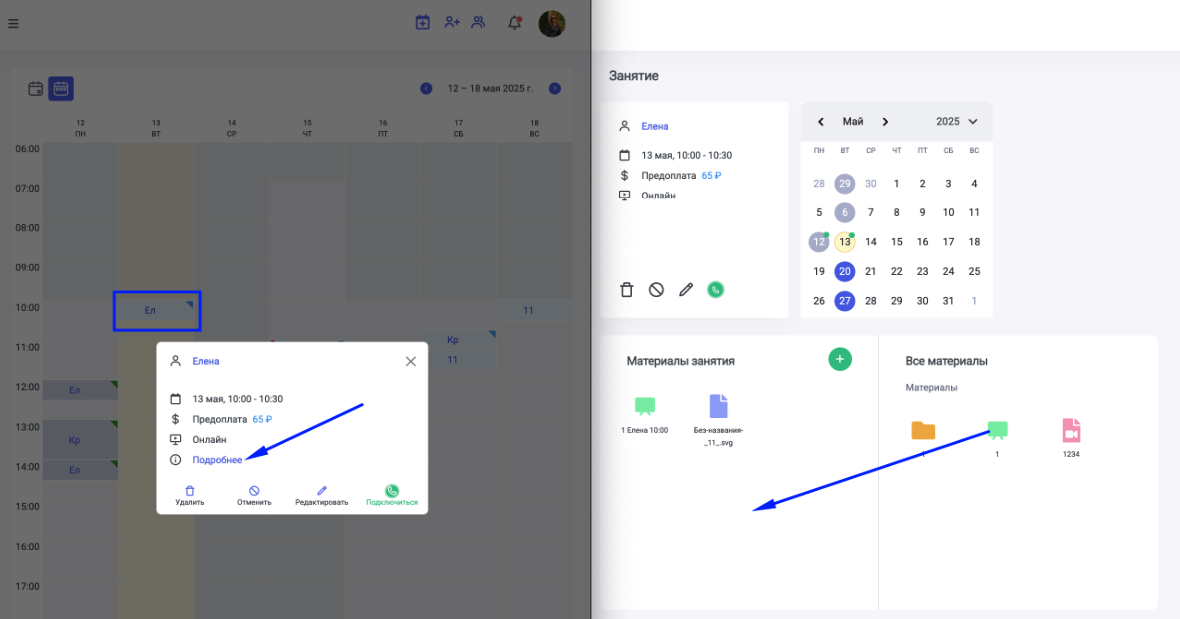 12 – 18 мая 2025 г.
12 13 14 15 16 17 18
ПН ВТ СР ЧТ ПТ СБ ВС
06:00
07:00
08:00
09:00
10:00
Ел
11
11:00
Кр
11
12:00
Ел
13:00
Кр
14:00
Ел
15:00
16:00
17:00
Елена
13 мая, 10:00 - 10:30
Предоплата 65 ₽
Онлайн
Подробнее
Удалить Отменить Редактировать Подключиться
Занятие
Елена
13 мая, 10:00 - 10:30
Предоплата 65 ₽
Онлайн
Май 2025
ПН ВТ СР ЧТ ПТ СБ ВС
28 29 30 1 2 3 4
5 6 7 8 9 10 11
12 13 14 15 16 17 18
19 20 21 22 23 24 25
26 27 28 29 30 31 1
Материалы занятия
1 Елена 10:00
Без-названия-
_11_.svg
Все материалы
Материалы
1
1
1234